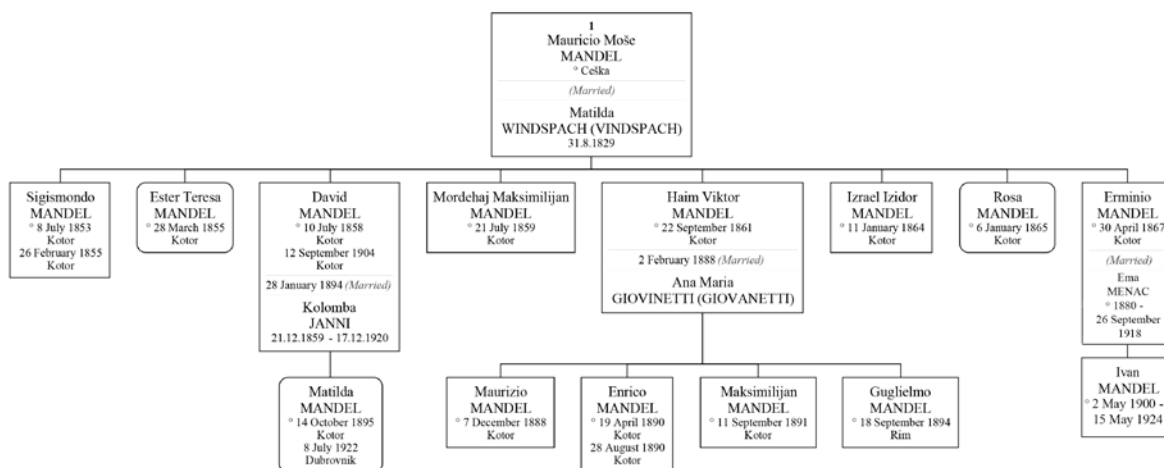 1
Mauricio Moše
MANDEL
° Ceška
(Married)
Matilda
WINDSPACH (VINDSPACH)
31.8.1829
Sigismondo
MANDEL
° 8 July 1853
Kotor
26 February 1855
Kotor
Ester Teresa
MANDEL
° 28 March 1855
Kotor
David
MANDEL
° 10 July 1858
Kotor
12 September 1904
Kotor
28 January 1894 (Married)
Kolomba
JANNI
21.12.1859 - 17.12.1920
Mordehaj Maksimilijan
MANDEL
° 21 July 1859
Kotor
Haim Viktor
MANDEL
° 22 September 1861
Kotor
2 February 1888 (Married)
Ana Maria
GIOVINETTI (GIOVANETTI)
Izrael Izidor
MANDEL
° 11 January 1864
Kotor
Rosa
MANDEL
° 6 January 1865
Kotor
Erminio
MANDEL
° 30 April 1867
Kotor
(Married)
Ema
MENAC
° 1880 -
26 September
1918
Matilda
MANDEL
° 14 October 1895
Kotor
8 July 1922
Dubrovnik
Maurizio
MANDEL
° 7 December 1888
Kotor
Enrico
MANDEL
° 19 April 1890
Kotor
28 August 1890
Kotor
Maksimilijan
MANDEL
° 11 September 1891
Kotor
Guglielmo
MANDEL
° 18 September 1894
Rim
Ivan
MANDEL
° 2 May 1900 -
15 May 1924